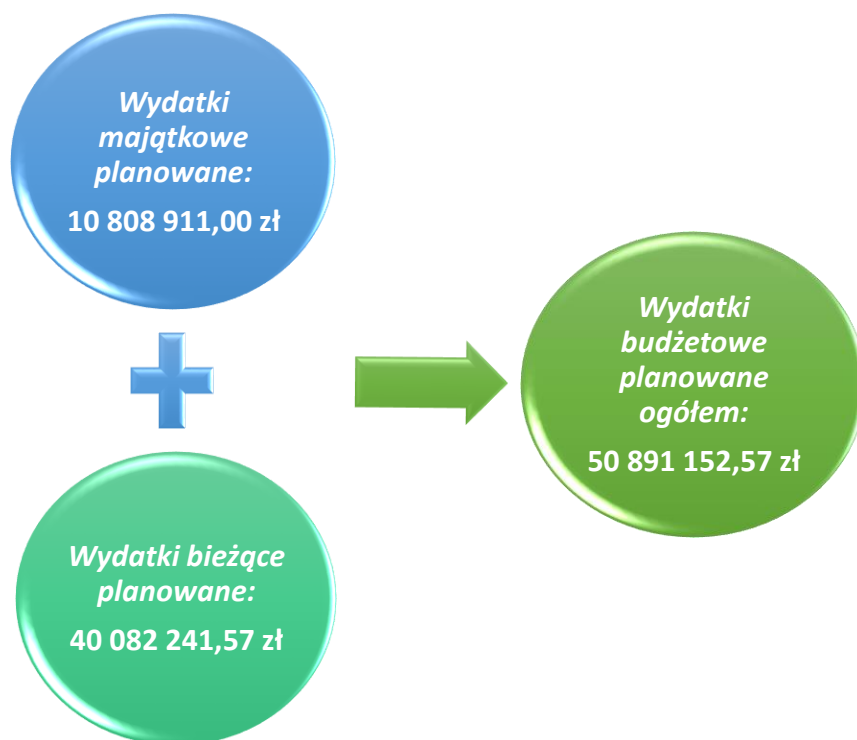 Wydatki
majątkowe
planowane:
10 808 911,00 zł
Wydatki bieżące
planowane:
40 082 241,57 zł
Wydatki
budżetowe
planowane
ogółem:
50 891 152,57 zł